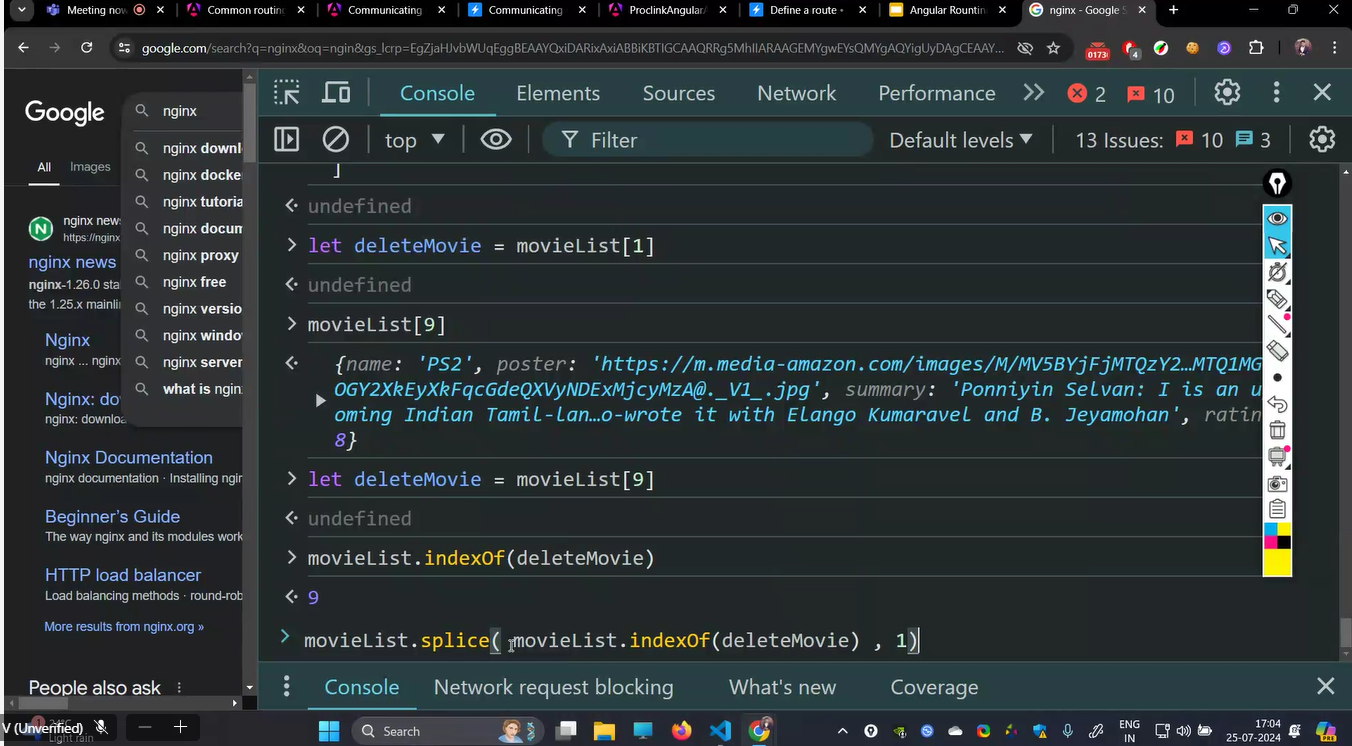 Meeting now
Common routin
Communicating
Communicating
ProclinkAngular/
Define a route •
Angular Rountin
nginx - Google S
google.com/search?q=nginx&oq=ngin&gs_lcrp=EgZjaHJvbWUqEggBEAAYQxiDARixAxiABBiKBTIGCAAQRRg5MhIIARAAGEMYgwEYsQMYgAQYigUyDAgCEAAY...
0173
4
Google
nginx
nginx downl
nginx docke
nginx tutoria
nginx docum
nginx proxy
nginx free
nginx versio
nginx windo
nginx server
what is nginx
All Images
nginx news
https://nginx
nginx news
nginx-1.26.0 sta
the 1.25.x mainli
Nginx
nginx ... nginx
Nginx: do
nginx: downloa
Nginx Documentation
nginx documentation · Installing ngir
Beginner's Guide
The way nginx and its modules work
HTTP load balancer
Load balancing methods · round-rob
More results from nginx.org »
People also ask
Console Elements Sources Network Performance 2 10
top Filter Default levels 13 Issues: 10 3
]
undefined
let deleteMovie = movieList[1]
undefined
movieList[9]
{name: 'PS2', poster: 'https://m.media-amazon.com/images/M/MV5BYjFjMTQzY2…MTQ1MG
OGY2XkEyXkFqcGdeQXVyNDExMjcyMzA@._V1_.jpg', summary: 'Ponniyin Selvan: I is an u
oming Indian Tamil-lan…o-wrote it with Elango Kumaravel and B. Jeyamohan', ratin
8}
let deleteMovie = movieList[9]
undefined
movieList.indexOf(deleteMovie)
9
movieList.splice( movieList.indexOf(deleteMovie) , 1)
Console Network request blocking What's new Coverage
V (Unverified)
Light rain
Search
ENG
IN
17:04
25-07-2024
PRE